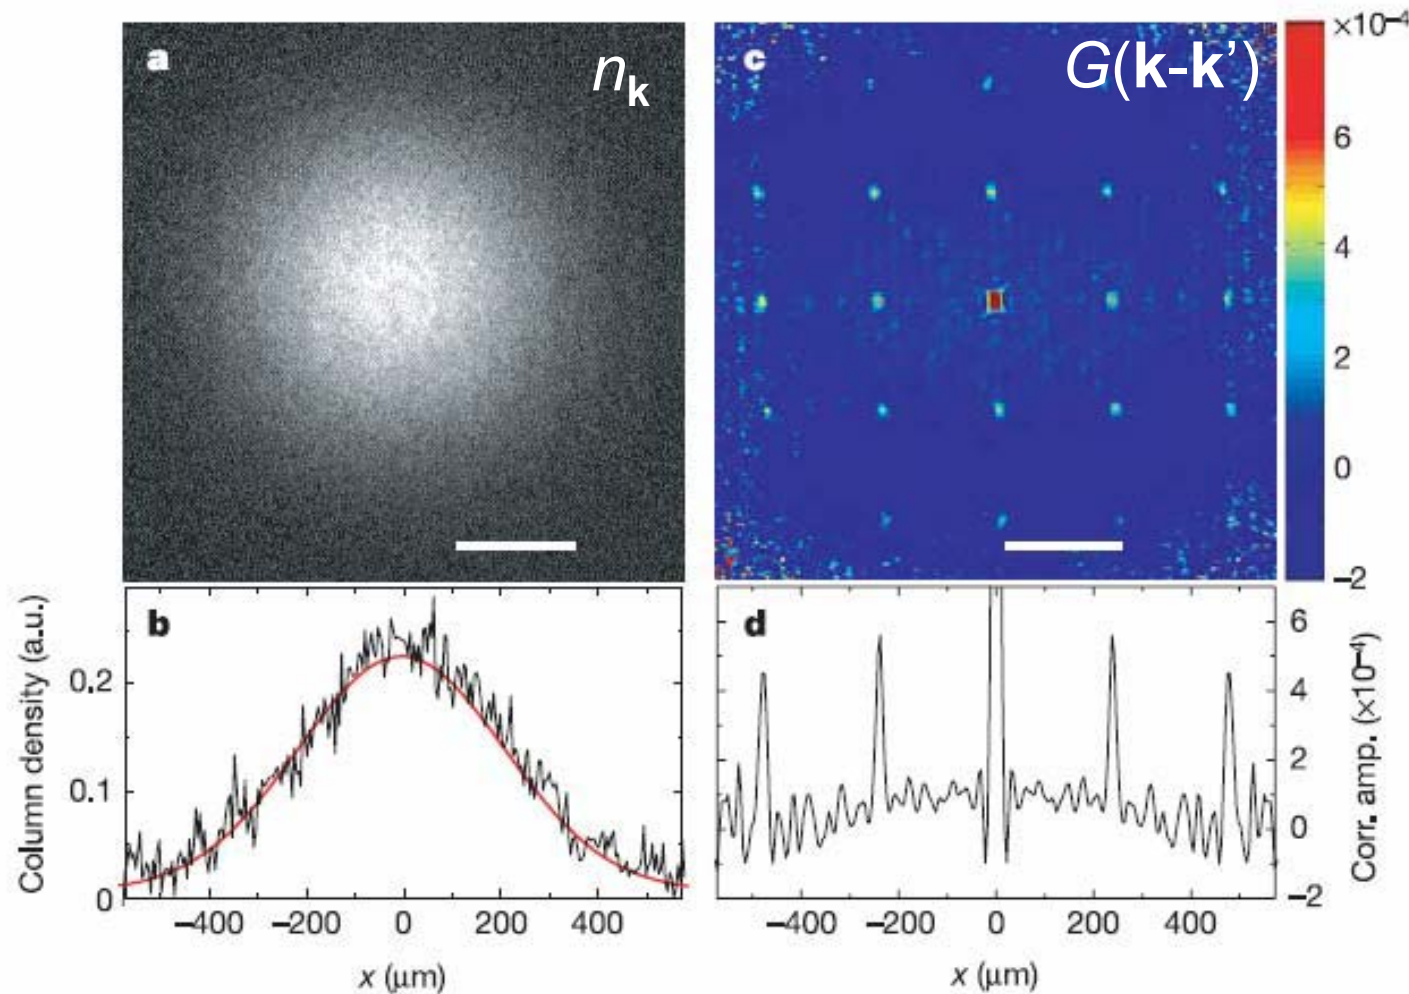 a
n_k
c
G(k-k’)
×10⁻⁴
6
4
2
0
–2
b
Column density (a.u.)
0.2
0.1
0
–400 –200 0 200 400
x (µm)
d
6
4
2
0
–2
Corr. amp. (×10⁻⁴)
–400 –200 0 200 400
x (µm)